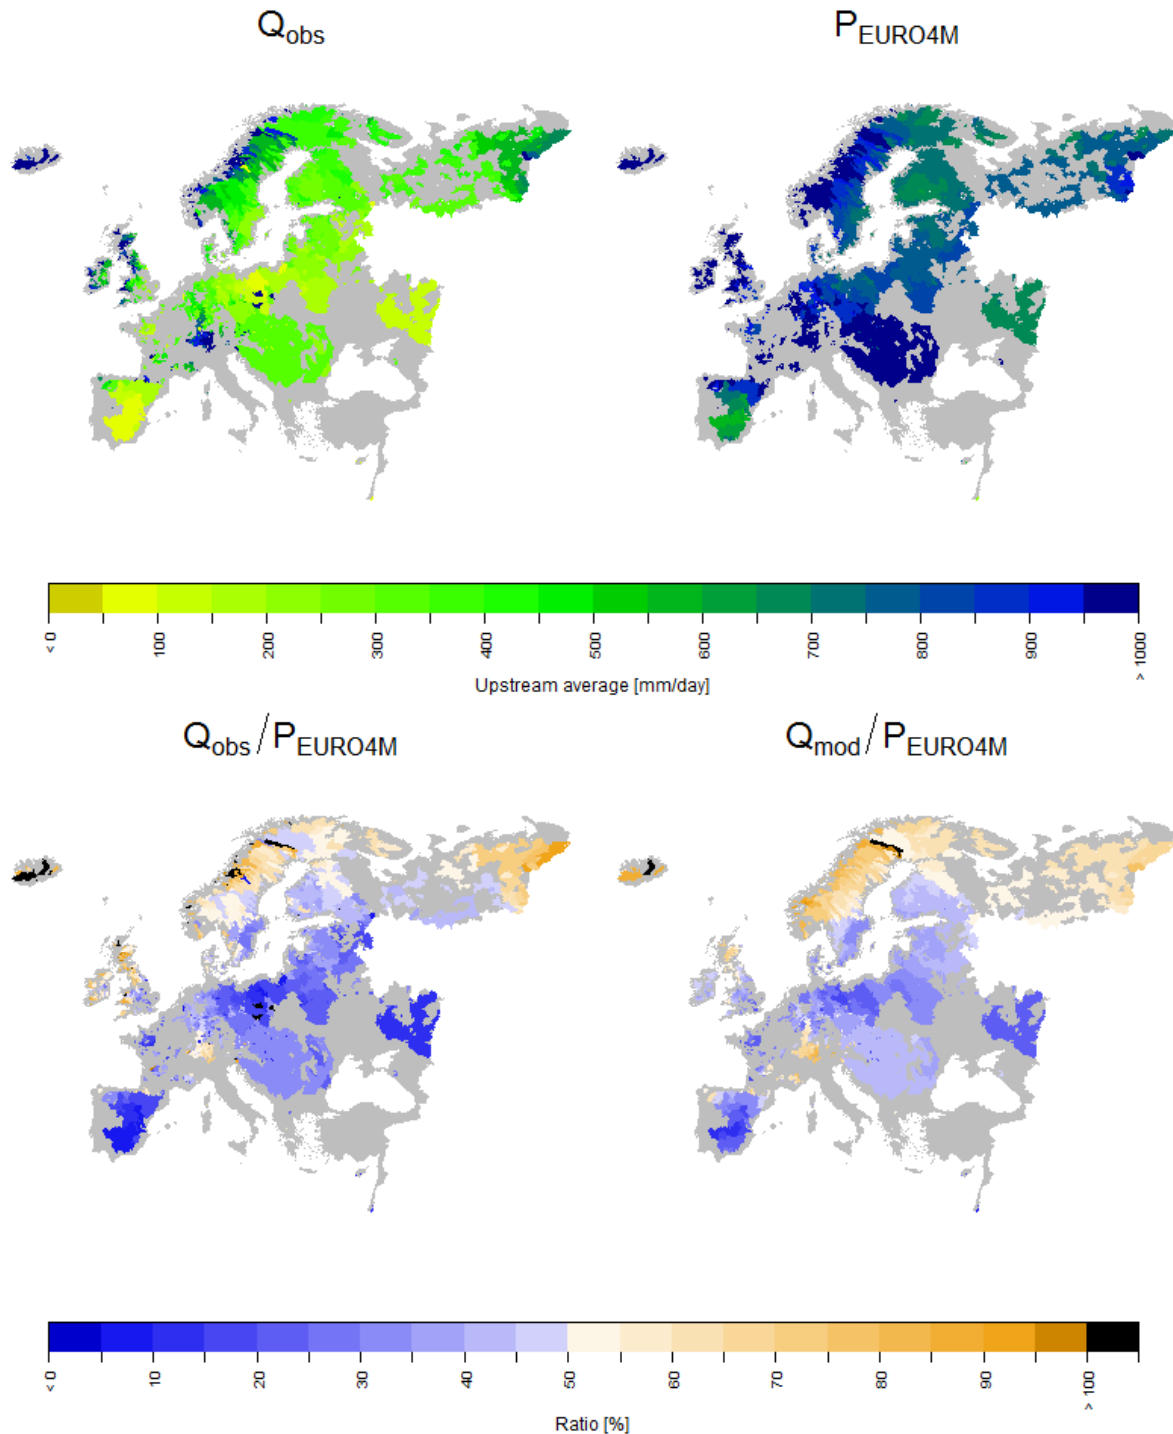 Qobs PEURO4M
< 0 100 200 300 400 500 600 700 800 900 > 1000
Upstream average [mm/day]
Qobs / PEURO4M Qmod / PEURO4M
< 0 10 20 30 40 50 60 70 80 90 > 100
Ratio [%]